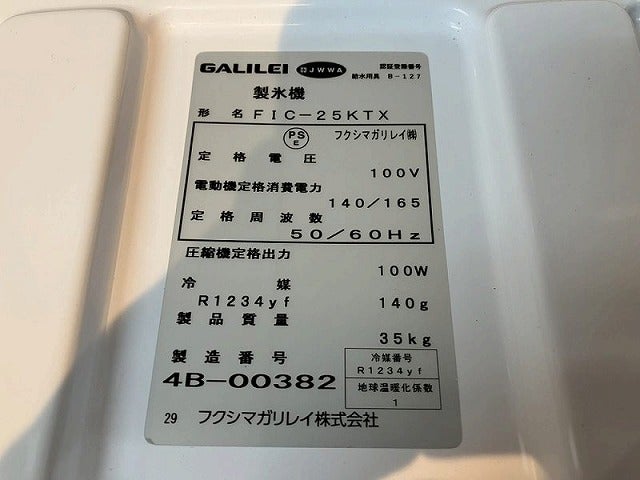 GALILEI JWWA 認証登録番号
給水用具 B-127
製氷機
形名 FIC-25KTX
PS E フクシマガリレイ㈱
定格電圧
100V
電動機定格消費電力
140/165
定格周波数
50/60Hz
圧縮機定格出力
100W
冷媒
R1234yf 140g
製品質量
35kg
製造番号
4B-00382
冷媒番号
R1234yf
地球温暖化係数
1
29 フクシマガリレイ株式会社